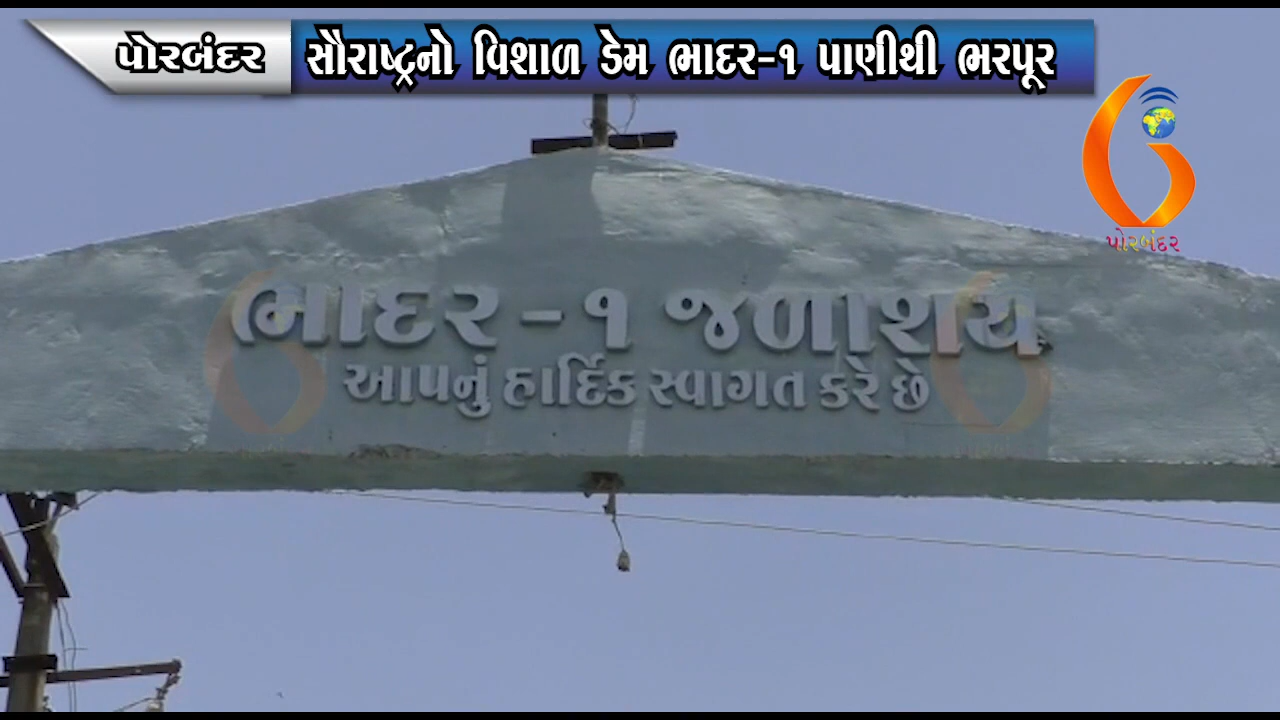 પોરબંદર
સૌરાષ્ટ્રનો વિશાળ ડેમ ભાદર-૧ પાણીથી ભરપૂર
પોરબંદર
ભાદર - ૧ જળાશય
આપનું હાર્દિક સ્વાગત કરે છે